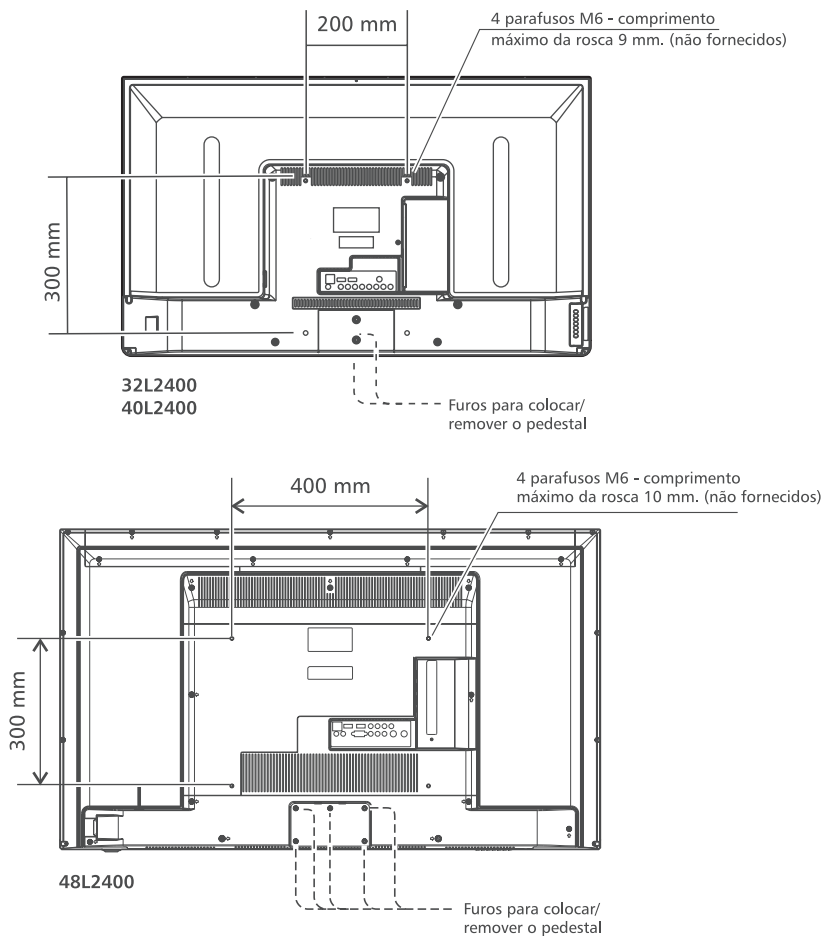 200 mm
4 parafusos M6 - comprimento
máximo da rosca 9 mm. (não fornecidos)
300 mm
32L2400
40L2400
Furos para colocar/
remover o pedestal
400 mm
4 parafusos M6 - comprimento
máximo da rosca 10 mm. (não fornecidos)
300 mm
48L2400
Furos para colocar/
remover o pedestal